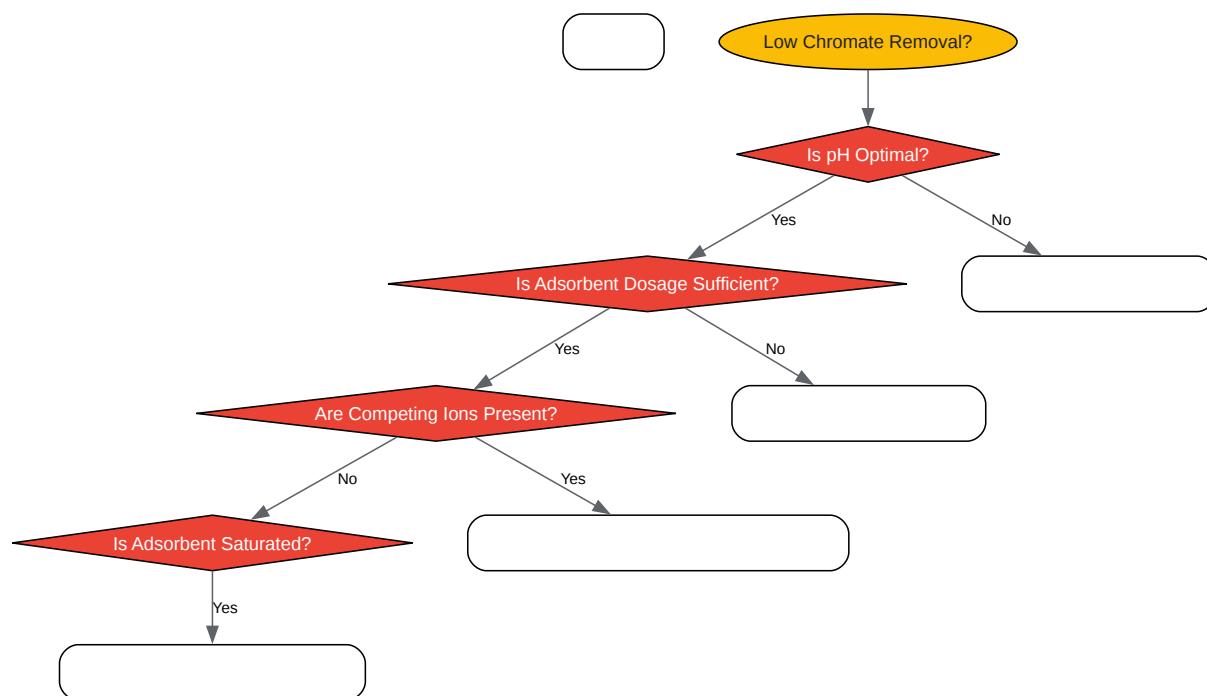 Low Chromate Removal?
Is pH Optimal?
Yes
No
Is Adsorbent Dosage Sufficient?
Yes
No
Are Competing Ions Present?
No
Yes
Is Adsorbent Saturated?
Yes